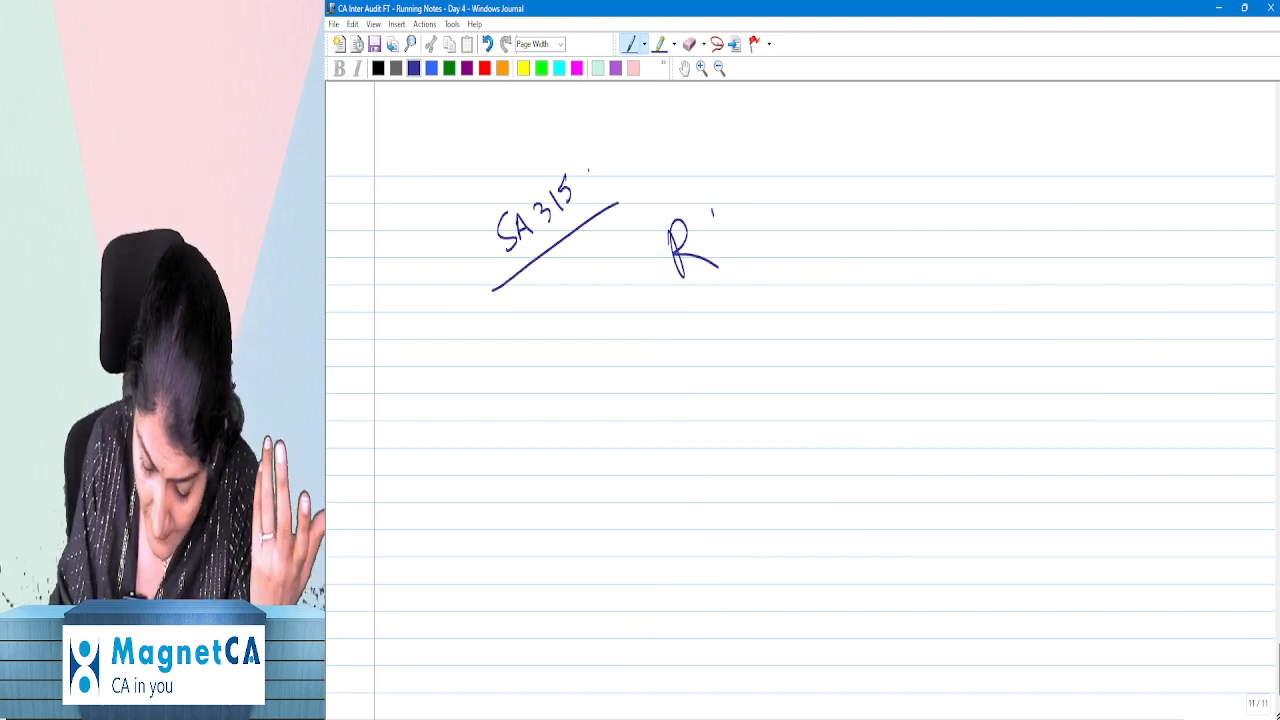 CA Inter Audit FT - Running Notes - Day 4 - Windows Journal
File Edit View Insert Actions Tools Help
Page Width
B I
SA 315
R
11 / 11
MagnetCA
CA in you